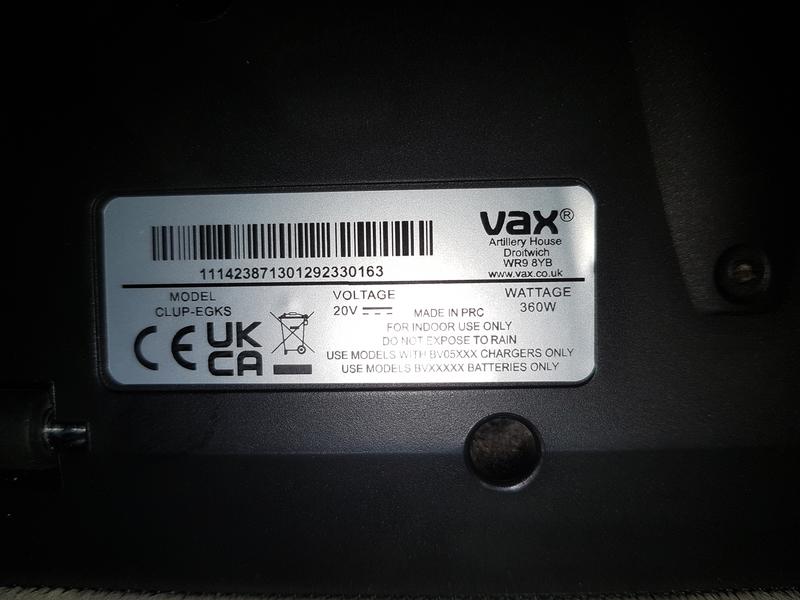 vax®
Artillery House
Droitwich
WR9 8YB
www.vax.co.uk
111423871301292330163
MODEL
CLUP-EGKS
VOLTAGE
20V
WATTAGE
360W
MADE IN PRC
FOR INDOOR USE ONLY
DO NOT EXPOSE TO RAIN
USE MODELS WITH BV05XXX CHARGERS ONLY
USE MODELS BVXXXXX BATTERIES ONLY
CE
UK
CA